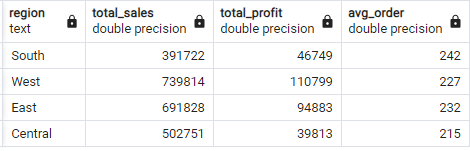 region total_sales total_profit avg_order
text double precision double precision double precision
South 391722 46749 242
West 739814 110799 227
East 691828 94883 232
Central 502751 39813 215